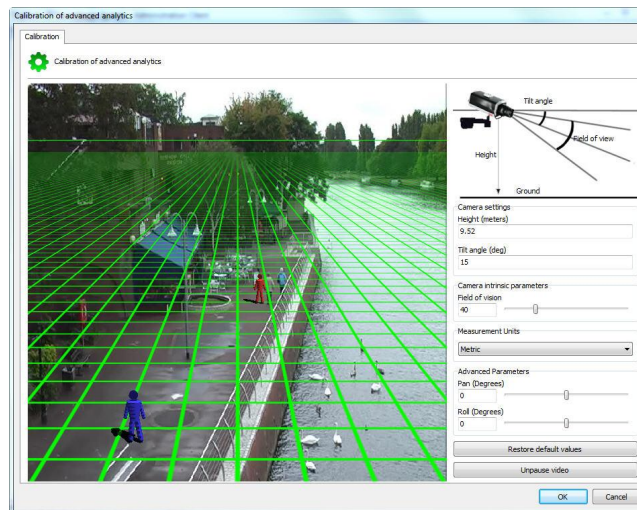 Calibration of advanced analytics
Calibration
Calibration of advanced analytics
Tilt angle
Field of view
Height
Ground
Camera settings
Height (meters)
9.52
Tilt angle (deg)
15
Camera intrinsic parameters
Field of vision
40
Measurement Units
Metric
Advanced Parameters
Pan (Degrees)
0
Roll (Degrees)
0
Restore default values
Unpause video
OK
Cancel